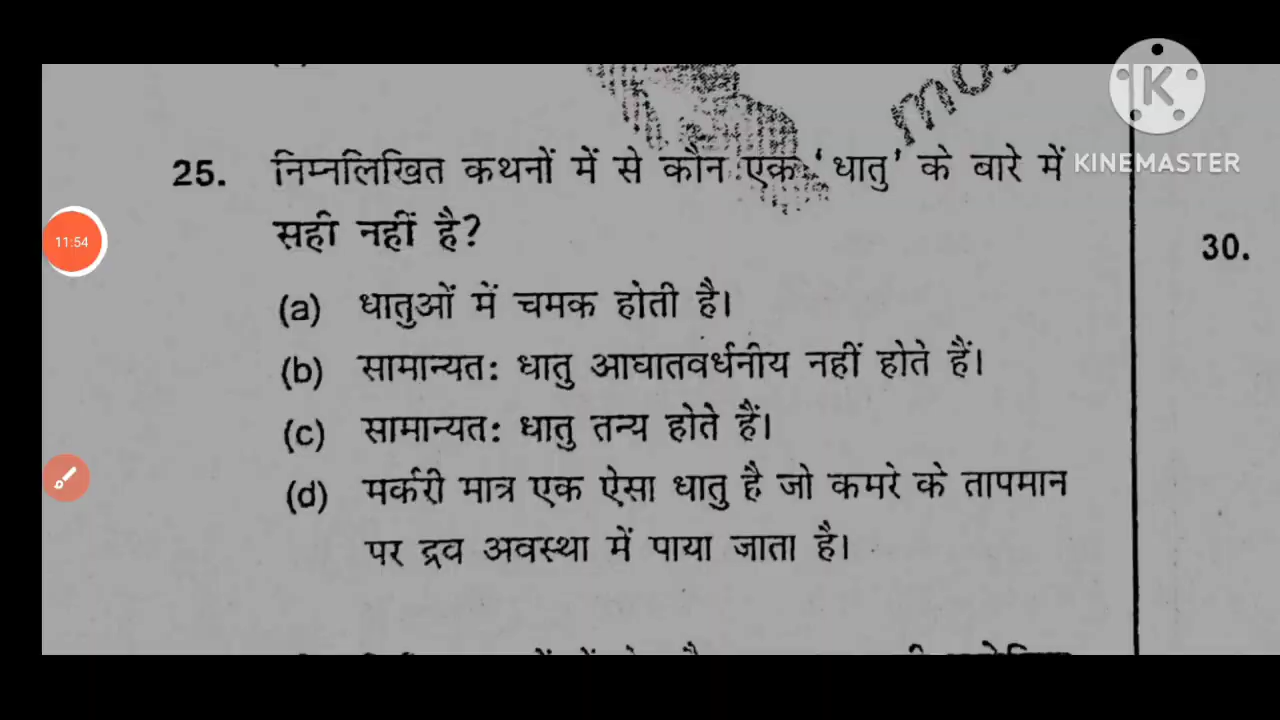 25. निम्नलिखित कथनों में से कौन एक 'धातु' के बारे में
सही नहीं है?
(a) धातुओं में चमक होती है।
(b) सामान्यत: धातु आघातवर्धनीय नहीं होते हैं।
(c) सामान्यत: धातु तन्य होते हैं।
(d) मर्करी मात्र एक ऐसा धातु है जो कमरे के तापमान
पर द्रव अवस्था में पाया जाता है।
30.
11:54
K
KINEMASTER